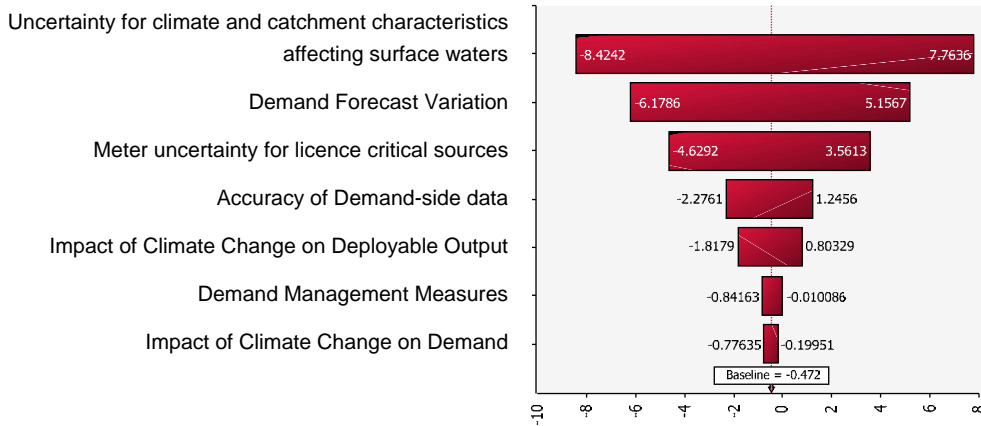 Uncertainty for climate and catchment characteristics
affecting surface waters
-8.4242 7.7636
Demand Forecast Variation
-6.1786 5.1567
Meter uncertainty for licence critical sources
-4.6292 3.5613
Accuracy of Demand-side data
-2.2761 1.2456
Impact of Climate Change on Deployable Output
-1.8179 0.80329
Demand Management Measures
-0.84163 -0.010086
Impact of Climate Change on Demand
-0.77635 -0.19951
Baseline = -0.472
-10 -8 -6 -4 -2 0 2 4 6 8